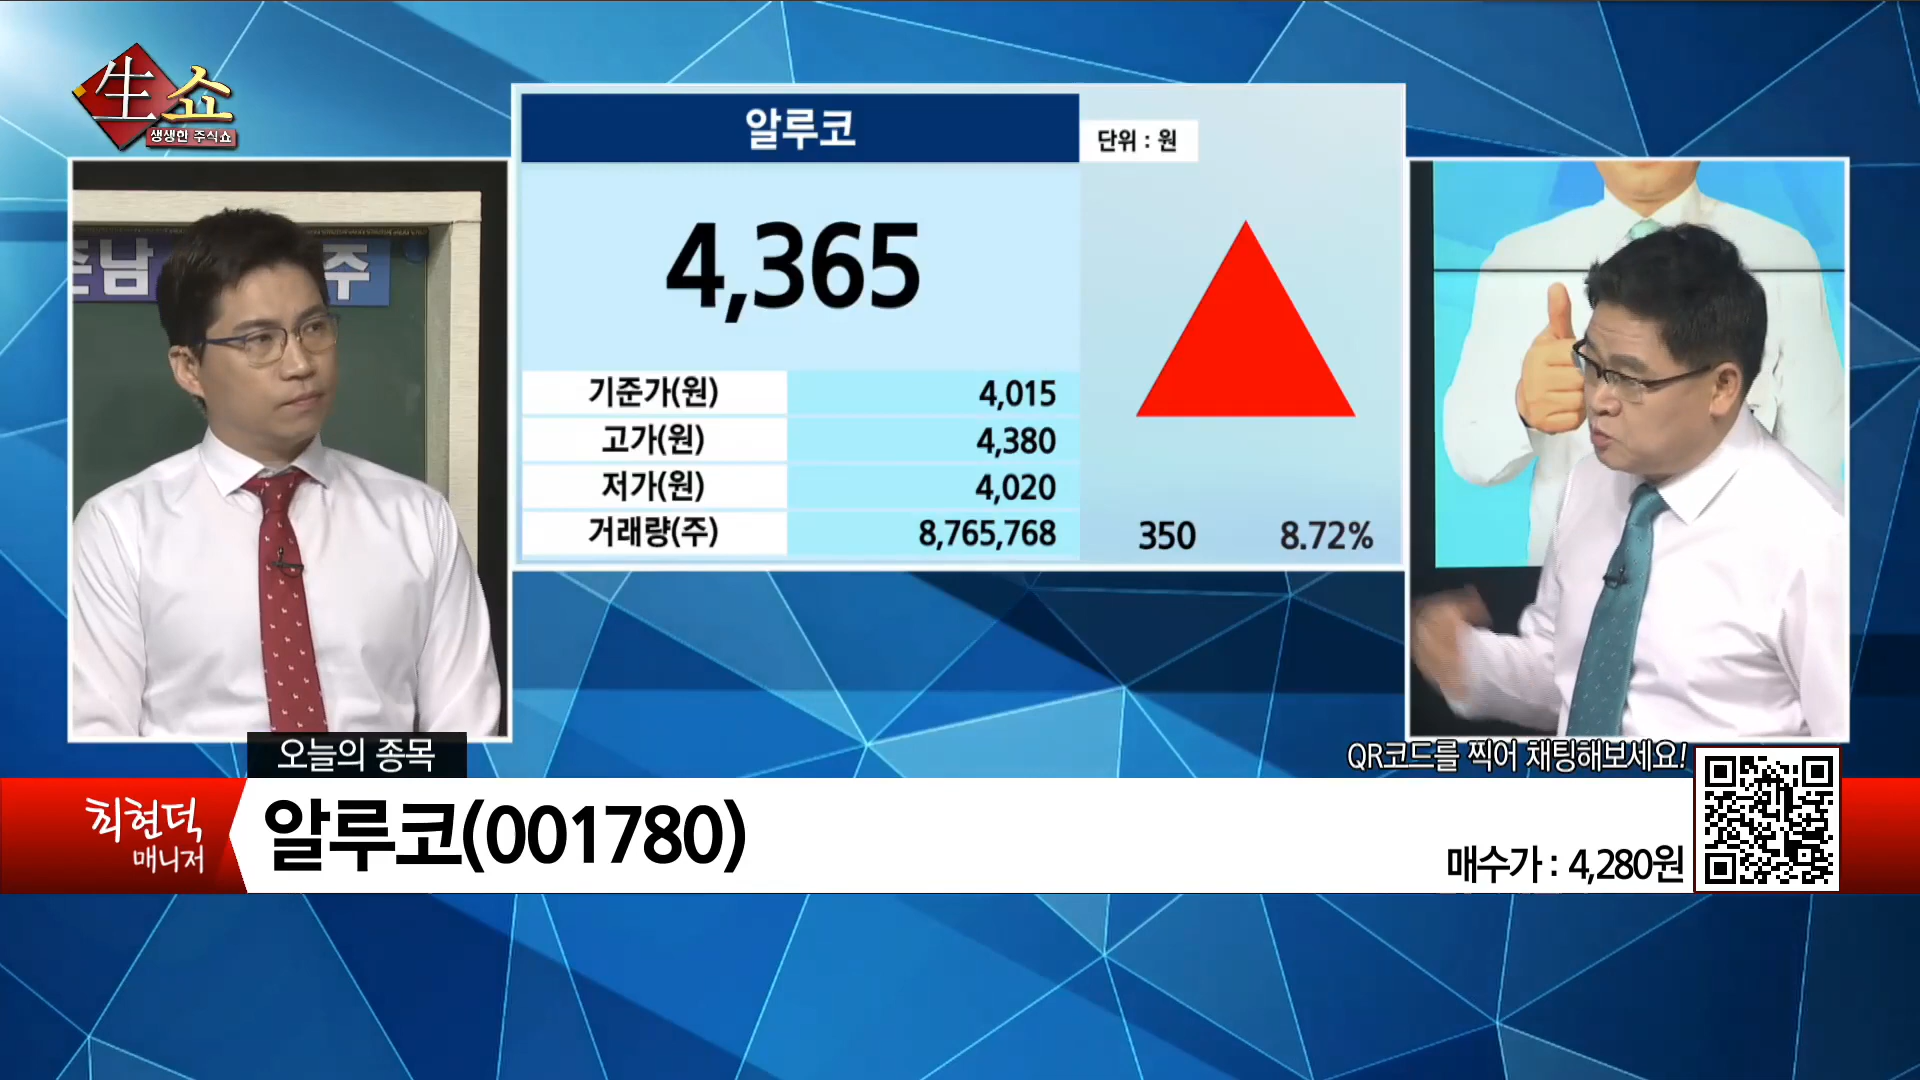 生쇼
생생한 주식쇼
알루코
단위 : 원
4,365
기준가(원) 4,015
고가(원) 4,380
저가(원) 4,020
거래량(주) 8,765,768
350 8.72%
남
주
오늘의 종목
QR코드를 찍어 채팅해보세요!
최현덕
매니저
알루코(001780)
매수가 : 4,280원